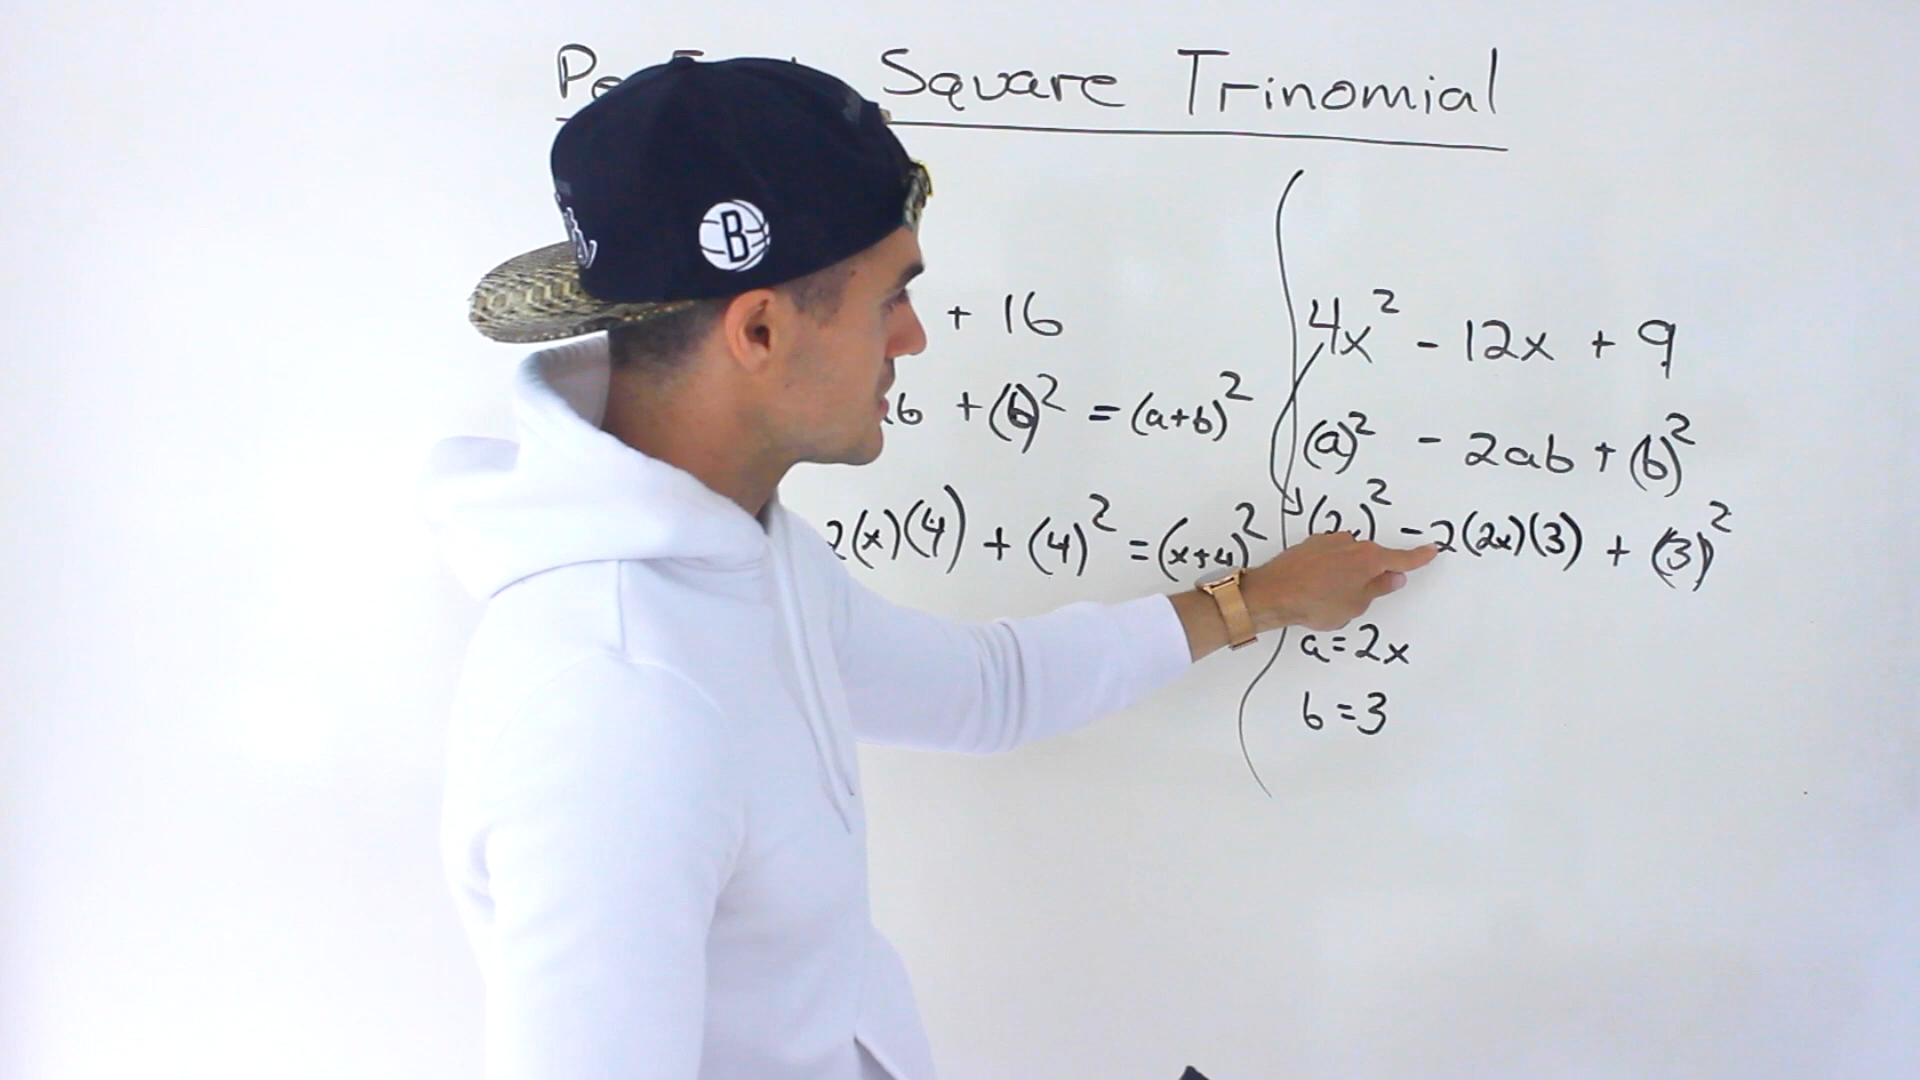 Square Trinomial
B
+ 16
+ (b)² = (a+b)²
2(x)(4) + (4)² = (x+4)²
4x² - 12x + 9
(a)² - 2ab + (b)²
(2x)² - 2(2x)(3) + (3)²
a = 2x
b = 3